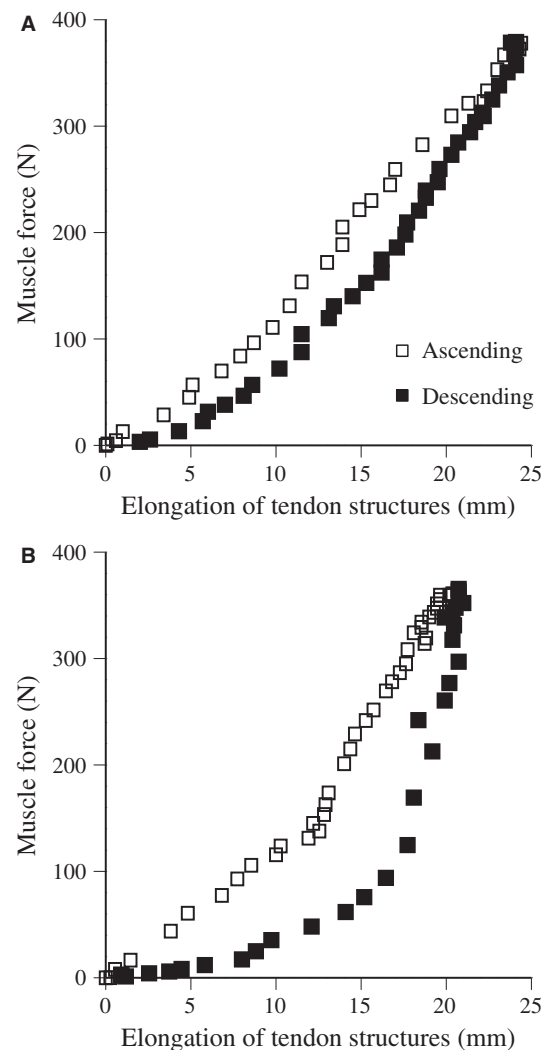 A
400
300
200
100
0
Muscle force (N)
Ascending
Descending
0 5 10 15 20 25
Elongation of tendon structures (mm)
B
400
300
200
100
0
Muscle force (N)
0 5 10 15 20 25
Elongation of tendon structures (mm)